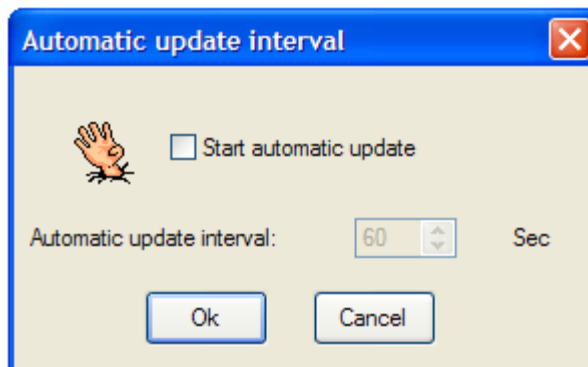 Automatic update interval
Start automatic update
Automatic update interval: 60 Sec
Ok Cancel